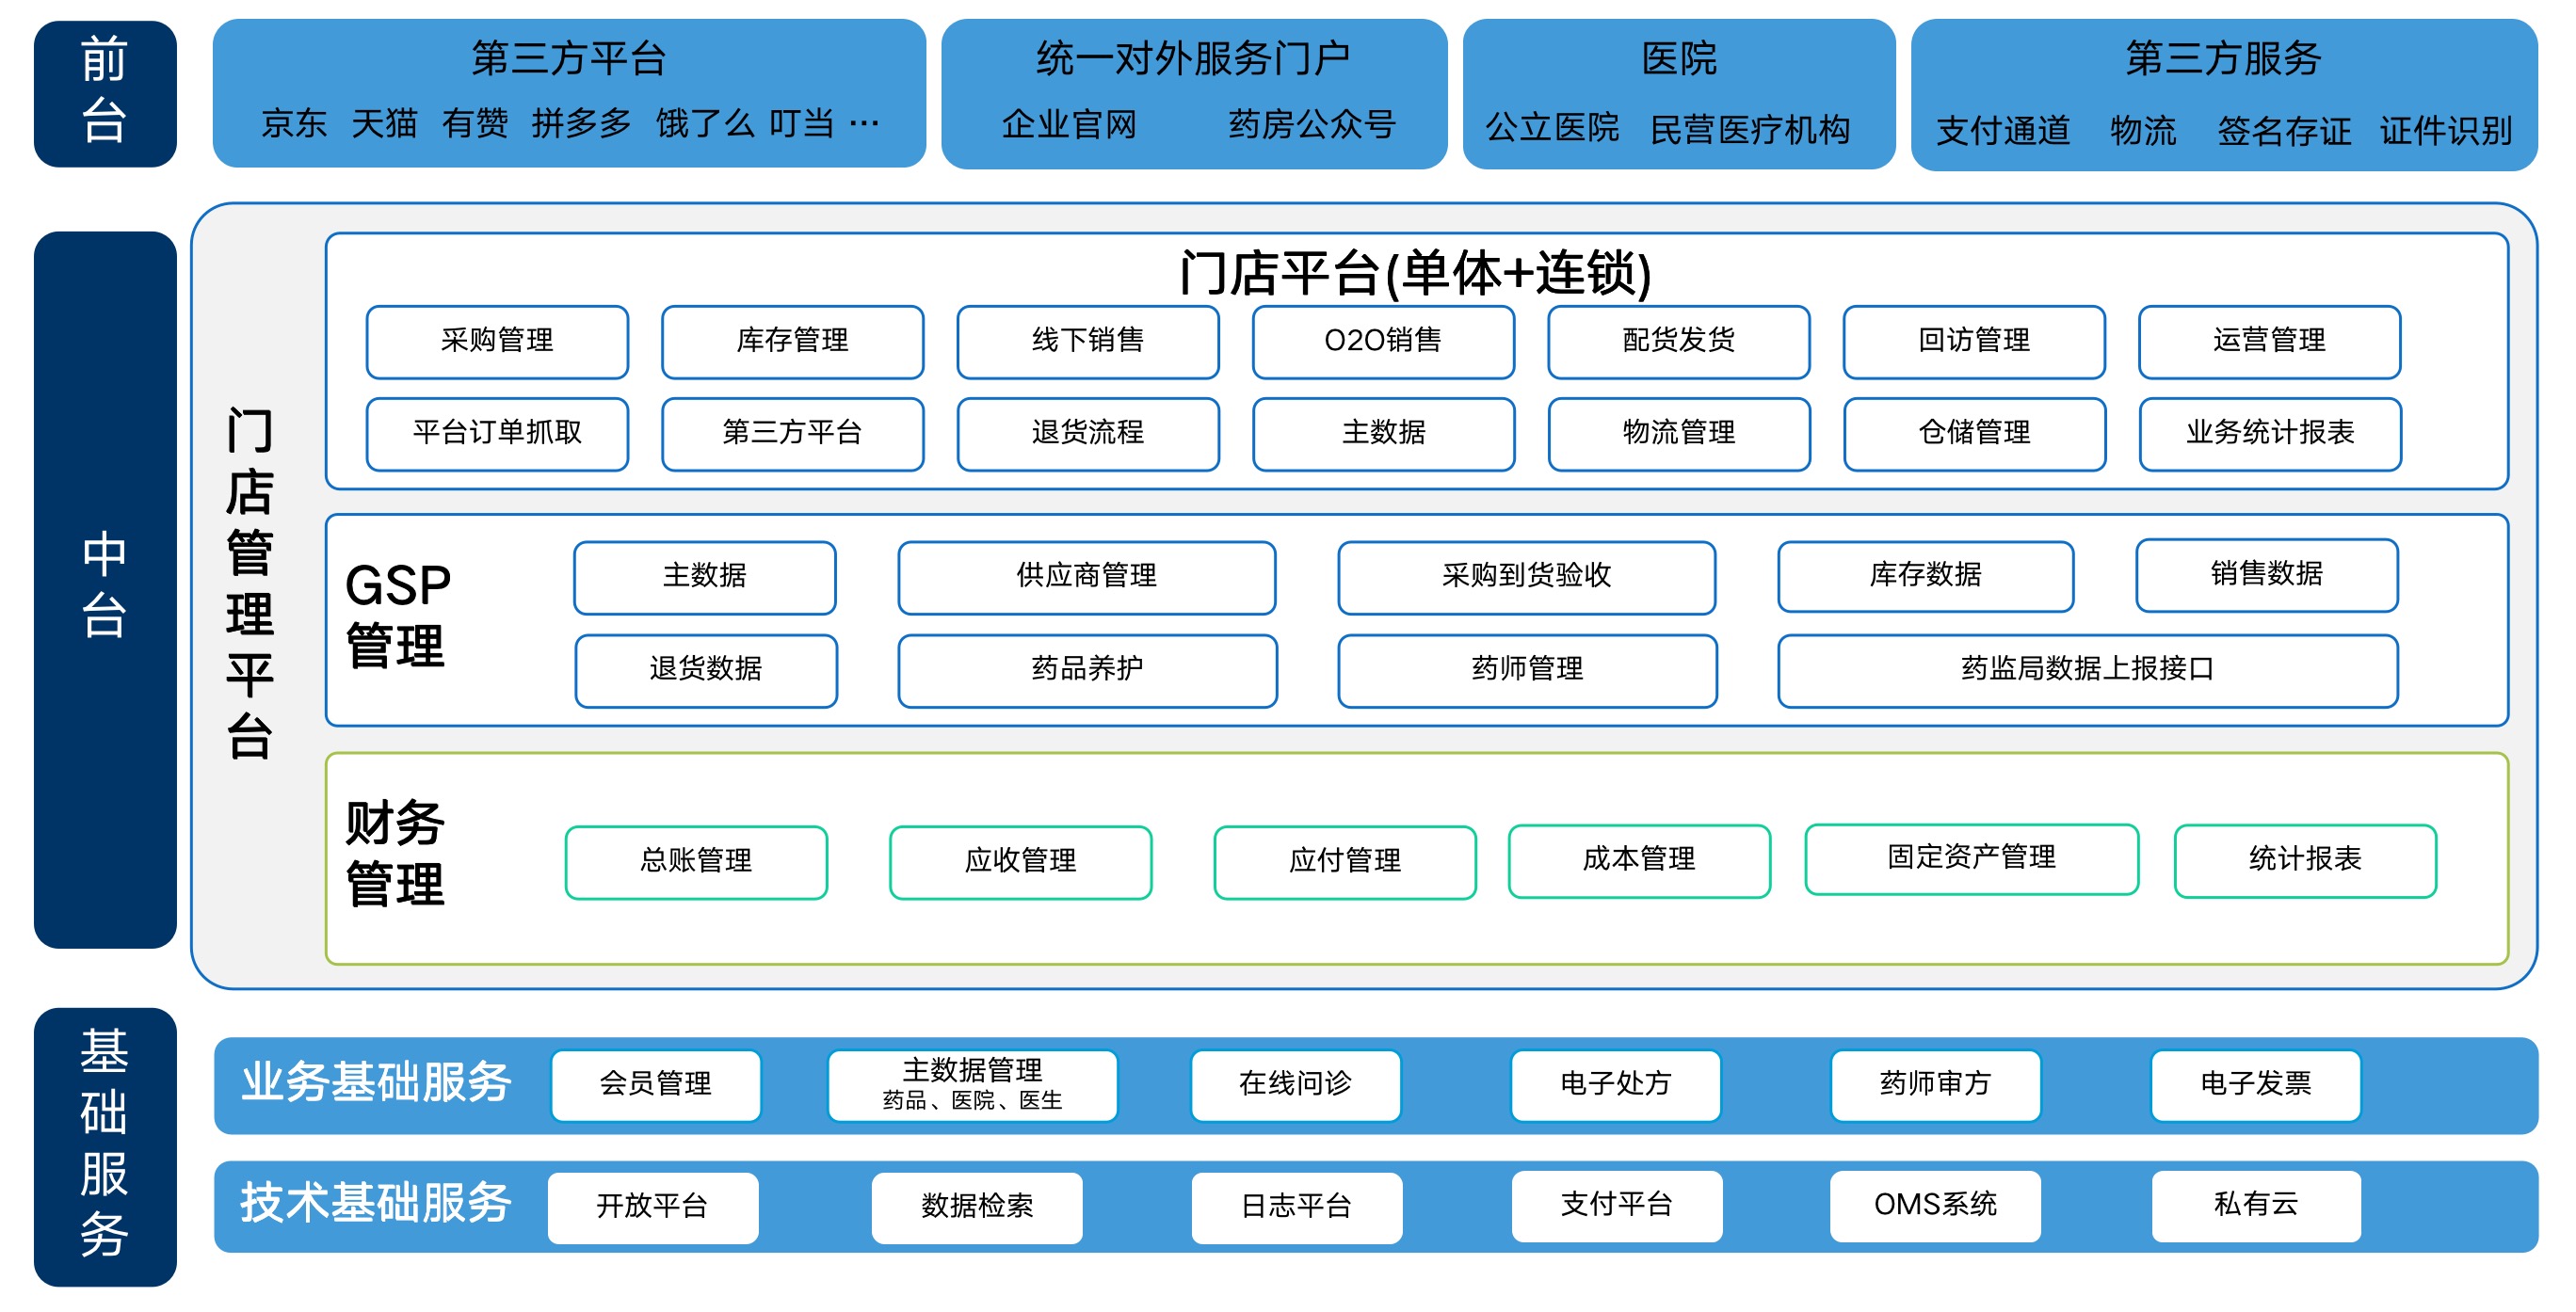 前台
第三方平台
京东 天猫 有赞 拼多多 饿了么 叮当 …
统一对外服务门户
企业官网 药房公众号
医院
公立医院 民营医疗机构
第三方服务
支付通道 物流 签名存证 证件识别
中台
门店管理平台
门店平台(单体+连锁)
采购管理 库存管理 线下销售 O2O销售 配货发货 回访管理 运营管理
平台订单抓取 第三方平台 退货流程 主数据 物流管理 仓储管理 业务统计报表
GSP
管理
主数据 供应商管理 采购到货验收 库存数据 销售数据
退货数据 药品养护 药师管理 药监局数据上报接口
财务
管理
总账管理 应收管理 应付管理 成本管理 固定资产管理 统计报表
基础服务
业务基础服务
会员管理
主数据管理
药品、医院、医生
在线问诊 电子处方 药师审方 电子发票
技术基础服务
开放平台 数据检索 日志平台 支付平台 OMS系统 私有云